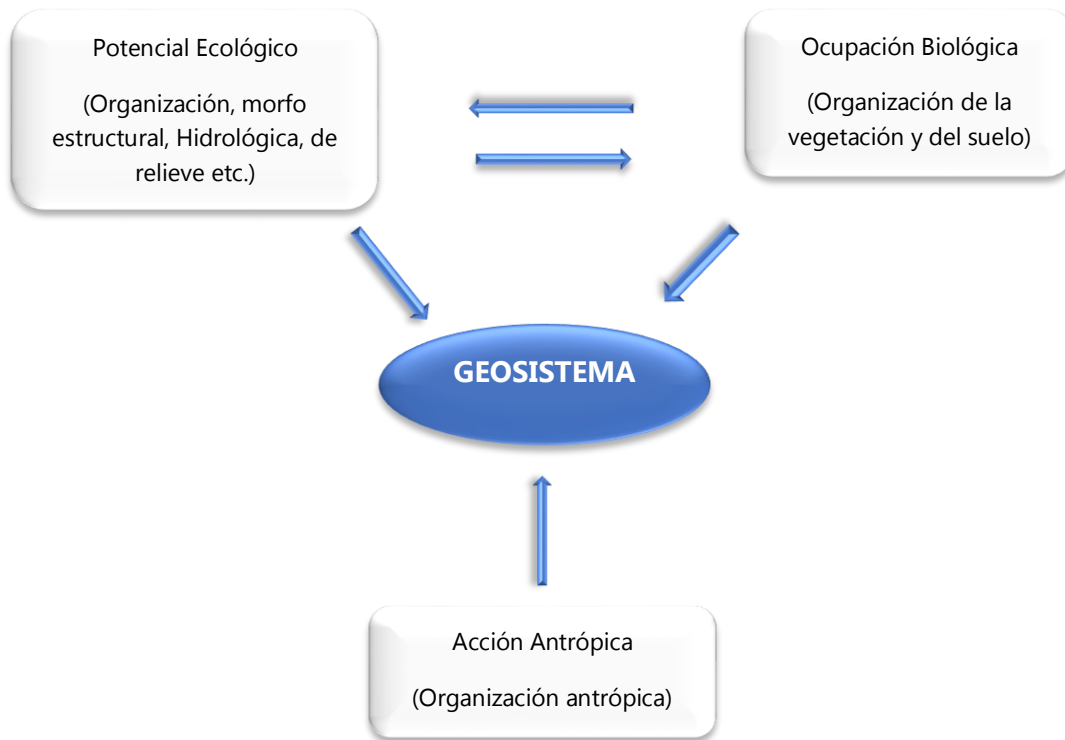 Potencial Ecológico
(Organización, morfo
estructural, Hidrológica, de
relieve etc.)
Ocupación Biológica
(Organización de la
vegetación y del suelo)
GEOSISTEMA
Acción Antrópica
(Organización antrópica)